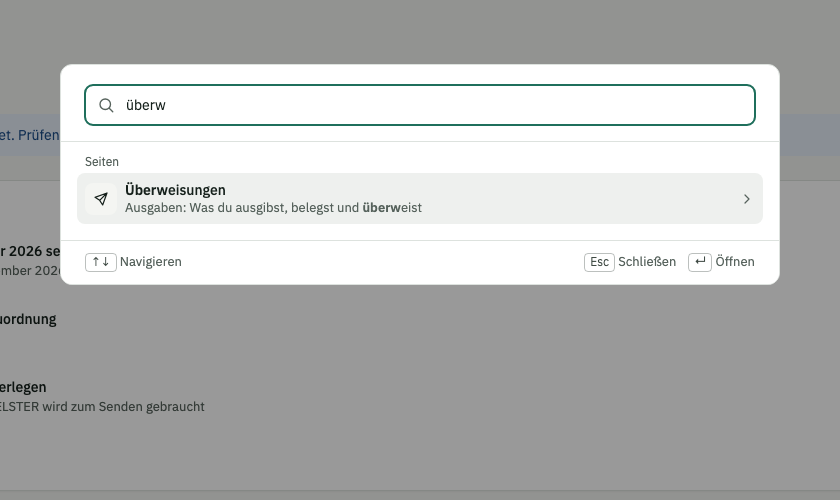 überw
et. Prüfen
Seiten
Überweisungen
Ausgaben: Was du ausgibst, belegst und überweist
r 2026 se
mber 2026
↑↓ Navigieren
Esc Schließen
↵ Öffnen
uordnung
erlegen
ELSTER wird zum Senden gebraucht